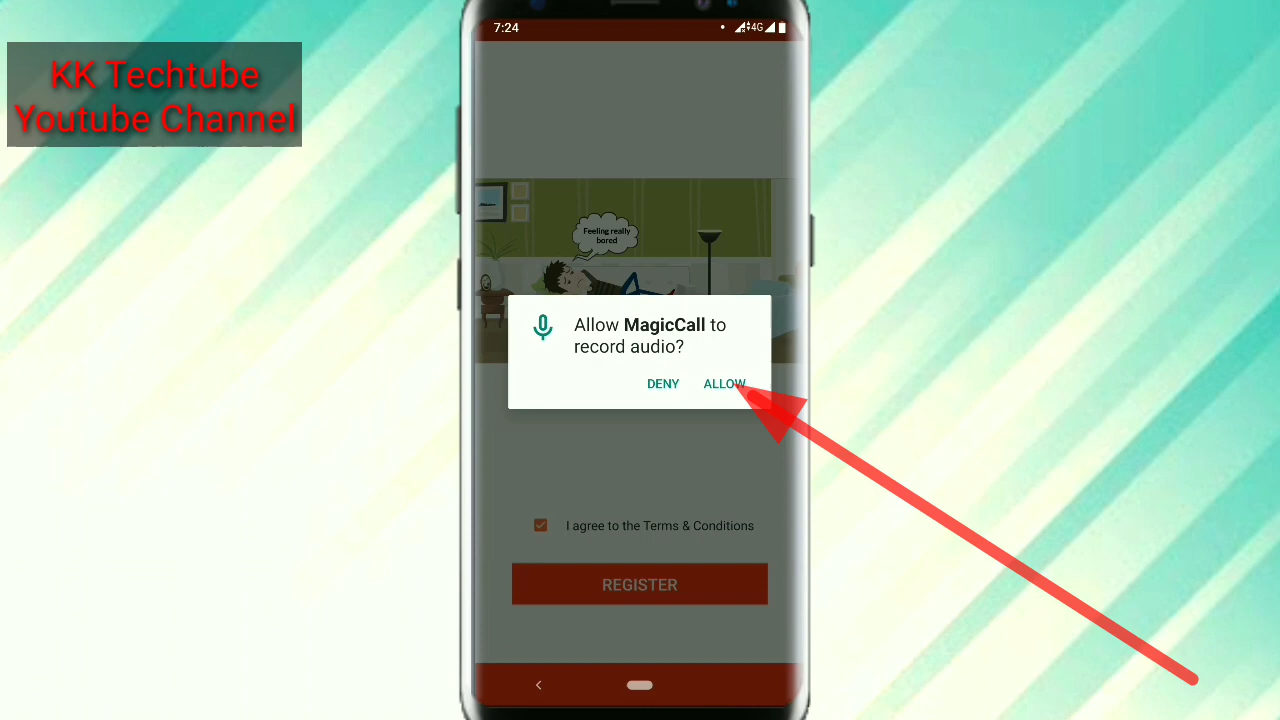 7:24
4G
KK Techtube
Youtube Channel
Feeling really
bored
Allow MagicCall to
record audio?
DENY ALLOW
I agree to the Terms & Conditions
REGISTER